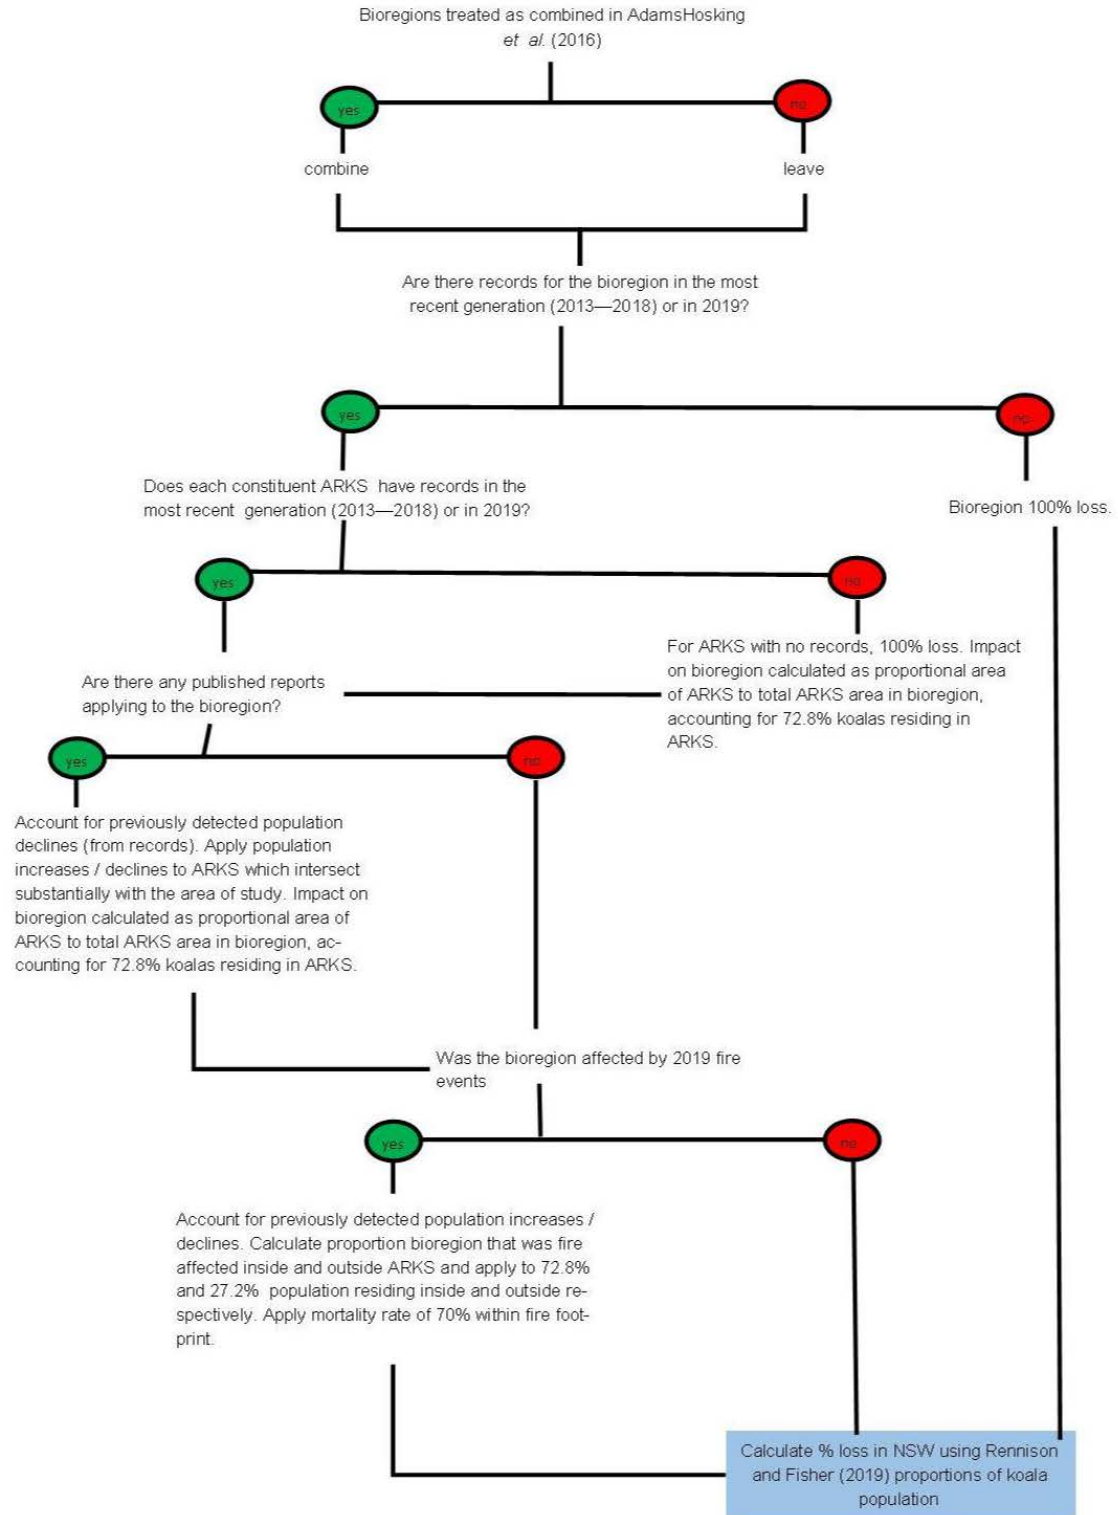 Bioregions treated as combined in AdamsHosking
et al. (2016)
yes
no
combine
leave
Are there records for the bioregion in the most
recent generation (2013—2018) or in 2019?
yes
no
Does each constituent ARKS have records in the
most recent generation (2013—2018) or in 2019?
Bioregion 100% loss.
yes
no
For ARKS with no records, 100% loss. Impact
on bioregion calculated as proportional area
of ARKS to total ARKS area in bioregion,
accounting for 72.8% koalas residing in
ARKS.
Are there any published reports
applying to the bioregion?
yes
no
Account for previously detected population
declines (from records). Apply population
increases / declines to ARKS which intersect
substantially with the area of study. Impact on
bioregion calculated as proportional area of
ARKS to total ARKS area in bioregion, ac-
counting for 72.8% koalas residing in ARKS.
Was the bioregion affected by 2019 fire
events
yes
no
Account for previously detected population increases /
declines. Calculate proportion bioregion that was fire
affected inside and outside ARKS and apply to 72.8%
and 27.2% population residing inside and outside re-
spectively. Apply mortality rate of 70% within fire foot-
print.
Calculate % loss in NSW using Rennison
and Fisher (2019) proportions of koala
population